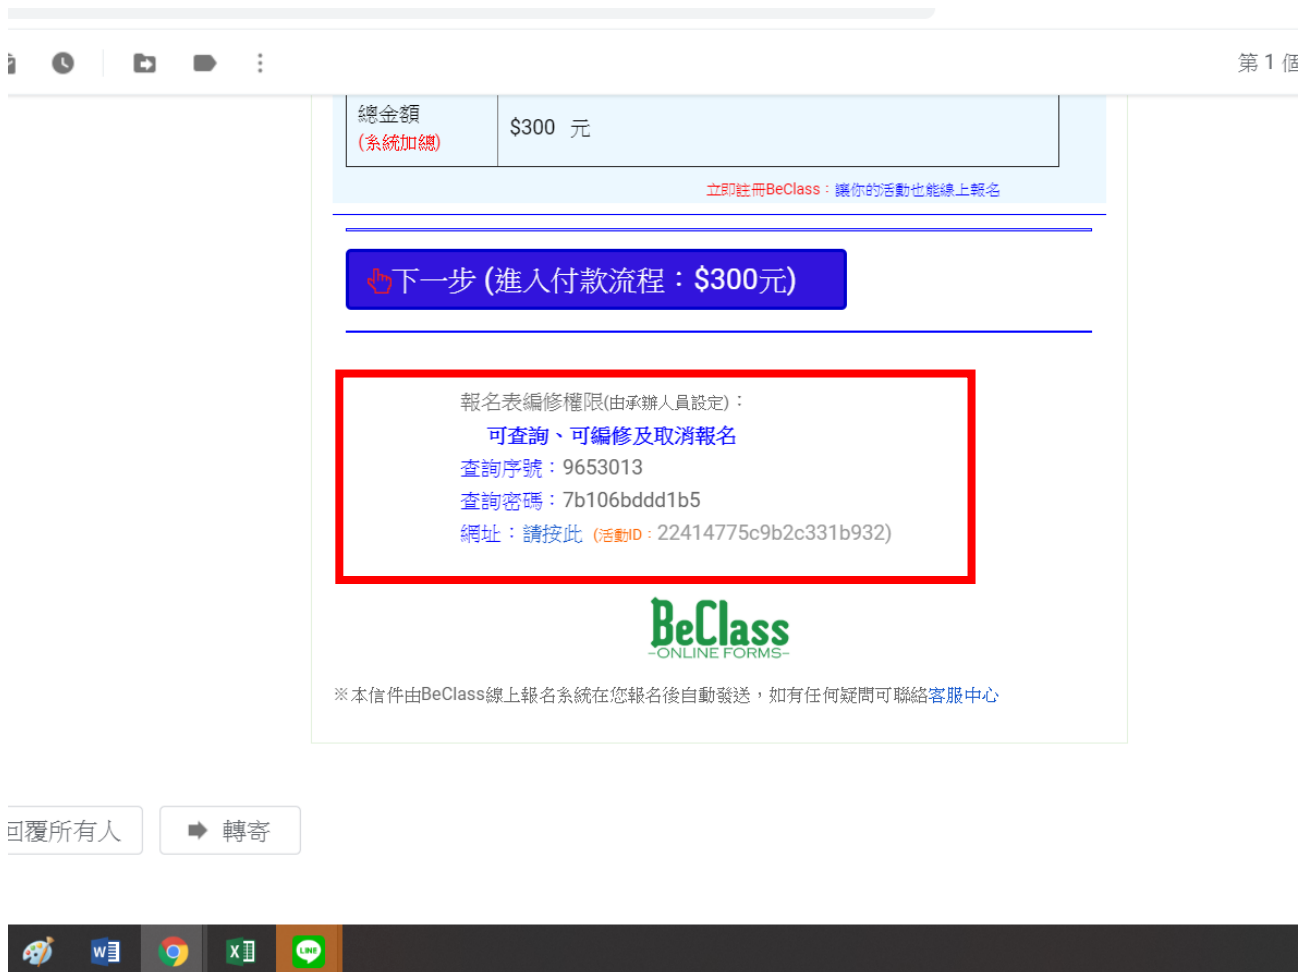 第 1 個
總金額
(系統加總)
$300 元
立即註冊BeClass：讓你的活動也能線上報名
下一步 (進入付款流程：$300元)
報名表編修權限(由承辦人員設定)：
可查詢、可編修及取消報名
查詢序號：9653013
查詢密碼：7b106bddd1b5
網址：請按此 (活動ID：22414775c9b2c331b932)
BeClass
-ONLINE FORMS-
※本信件由BeClass線上報名系統在您報名後自動發送，如有任何疑問可聯絡客服中心
回覆所有人
轉寄
LINE